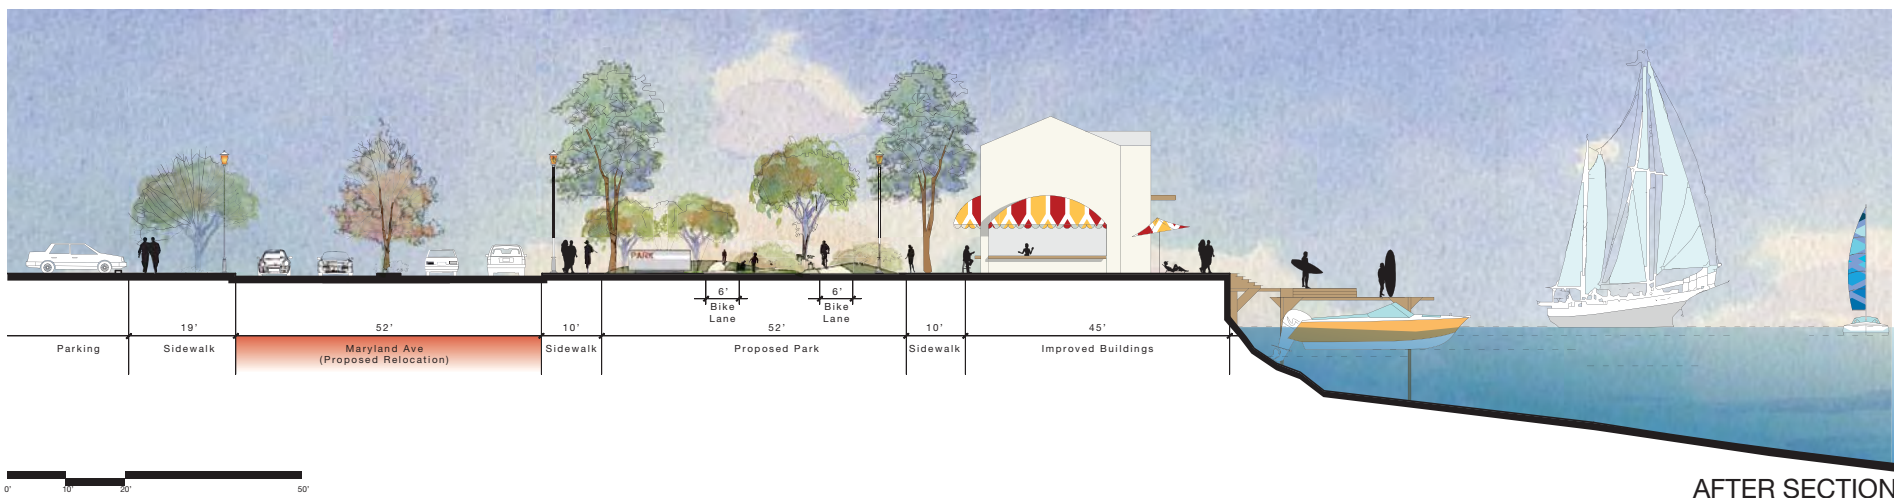 PARK
6'
Bike
Lane
6'
Bike
Lane
19'
52'
10'
52'
10'
45'
Parking
Sidewalk
Maryland Ave
(Proposed Relocation)
Sidewalk
Proposed Park
Sidewalk
Improved Buildings
0'
10'
20'
50'
AFTER SECTION